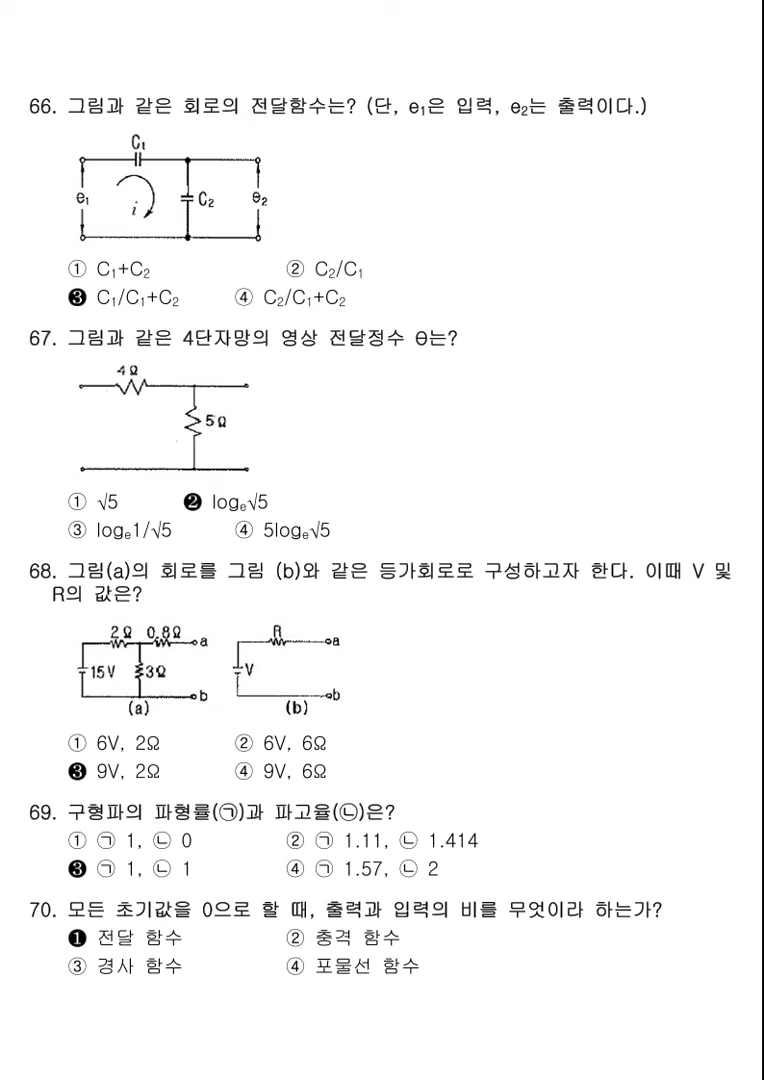 66. 그림과 같은 회로의 전달함수는? (단, e₁은 입력, e₂는 출력이다.)
C₁
e₁
i
C₂
e₂
① C₁+C₂ ② C₂/C₁
❸ C₁/C₁+C₂ ④ C₂/C₁+C₂
67. 그림과 같은 4단자망의 영상 전달정수 θ는?
4Ω
5Ω
① √5 ❷ logₑ√5
③ logₑ1/√5 ④ 5logₑ√5
68. 그림(a)의 회로를 그림 (b)와 같은 등가회로로 구성하고자 한다. 이때 V 및
R의 값은?
2Ω 0.8Ω a
15V 3Ω
b
(a)
R a
V
b
(b)
① 6V, 2Ω ② 6V, 6Ω
❸ 9V, 2Ω ④ 9V, 6Ω
69. 구형파의 파형률(㉠)과 파고율(㉡)은?
① ㉠ 1, ㉡ 0 ② ㉠ 1.11, ㉡ 1.414
❸ ㉠ 1, ㉡ 1 ④ ㉠ 1.57, ㉡ 2
70. 모든 초기값을 0으로 할 때, 출력과 입력의 비를 무엇이라 하는가?
❶ 전달 함수 ② 충격 함수
③ 경사 함수 ④ 포물선 함수